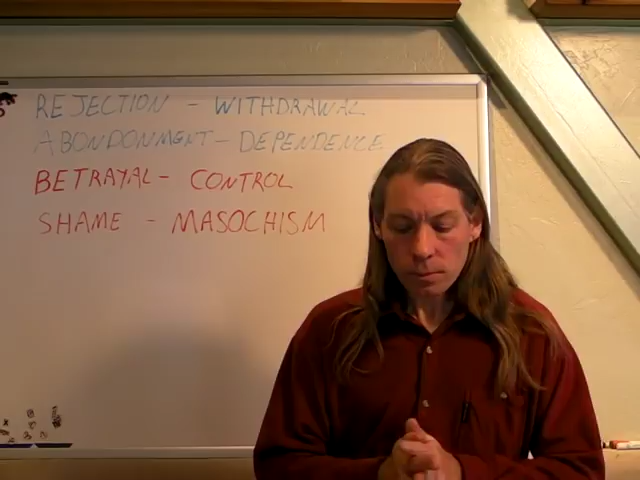 REJECTION - WITHDRAWAL
ABONDONMENT - DEPENDENCE
BETRAYAL - CONTROL
SHAME - MASOCHISM